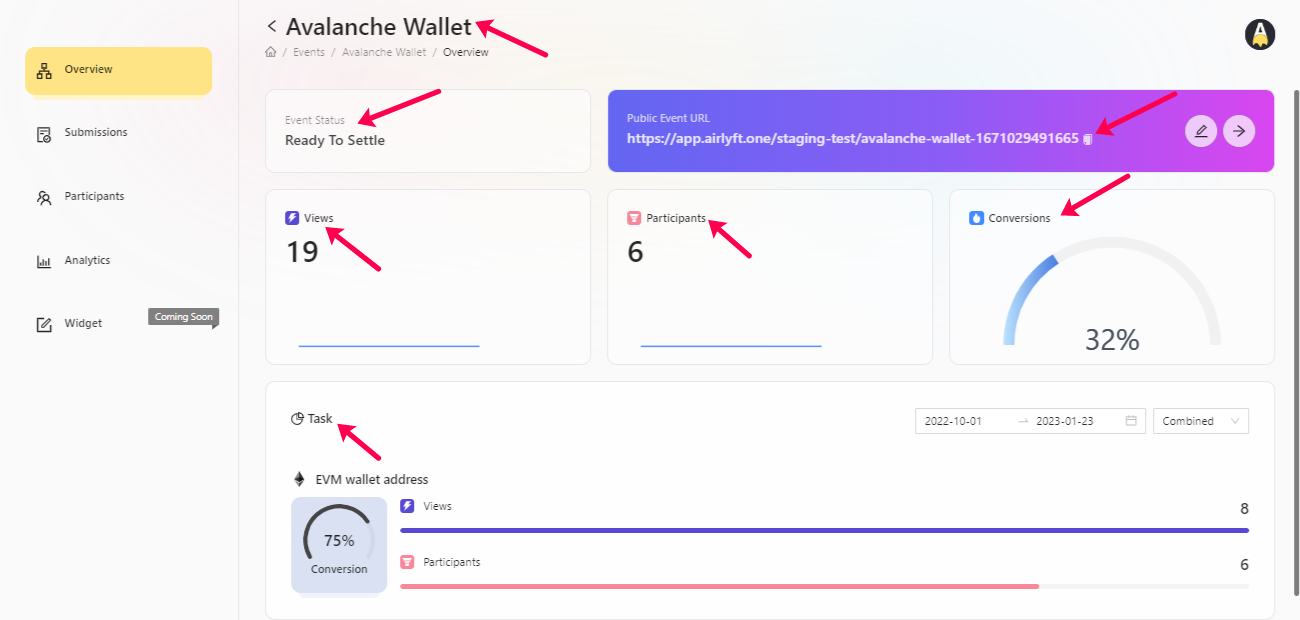 Avalanche Wallet
/ Events / Avalanche Wallet / Overview
Overview
Submissions
Participants
Analytics
Widget
Coming Soon
Event Status
Ready To Settle
Public Event URL
https://app.airlyft.one/staging-test/avalanche-wallet-1671029491665
Views
19
Participants
6
Conversions
32%
Task
2022-10-01 → 2023-01-23
Combined
EVM wallet address
75%
Conversion
Views 8
Participants 6